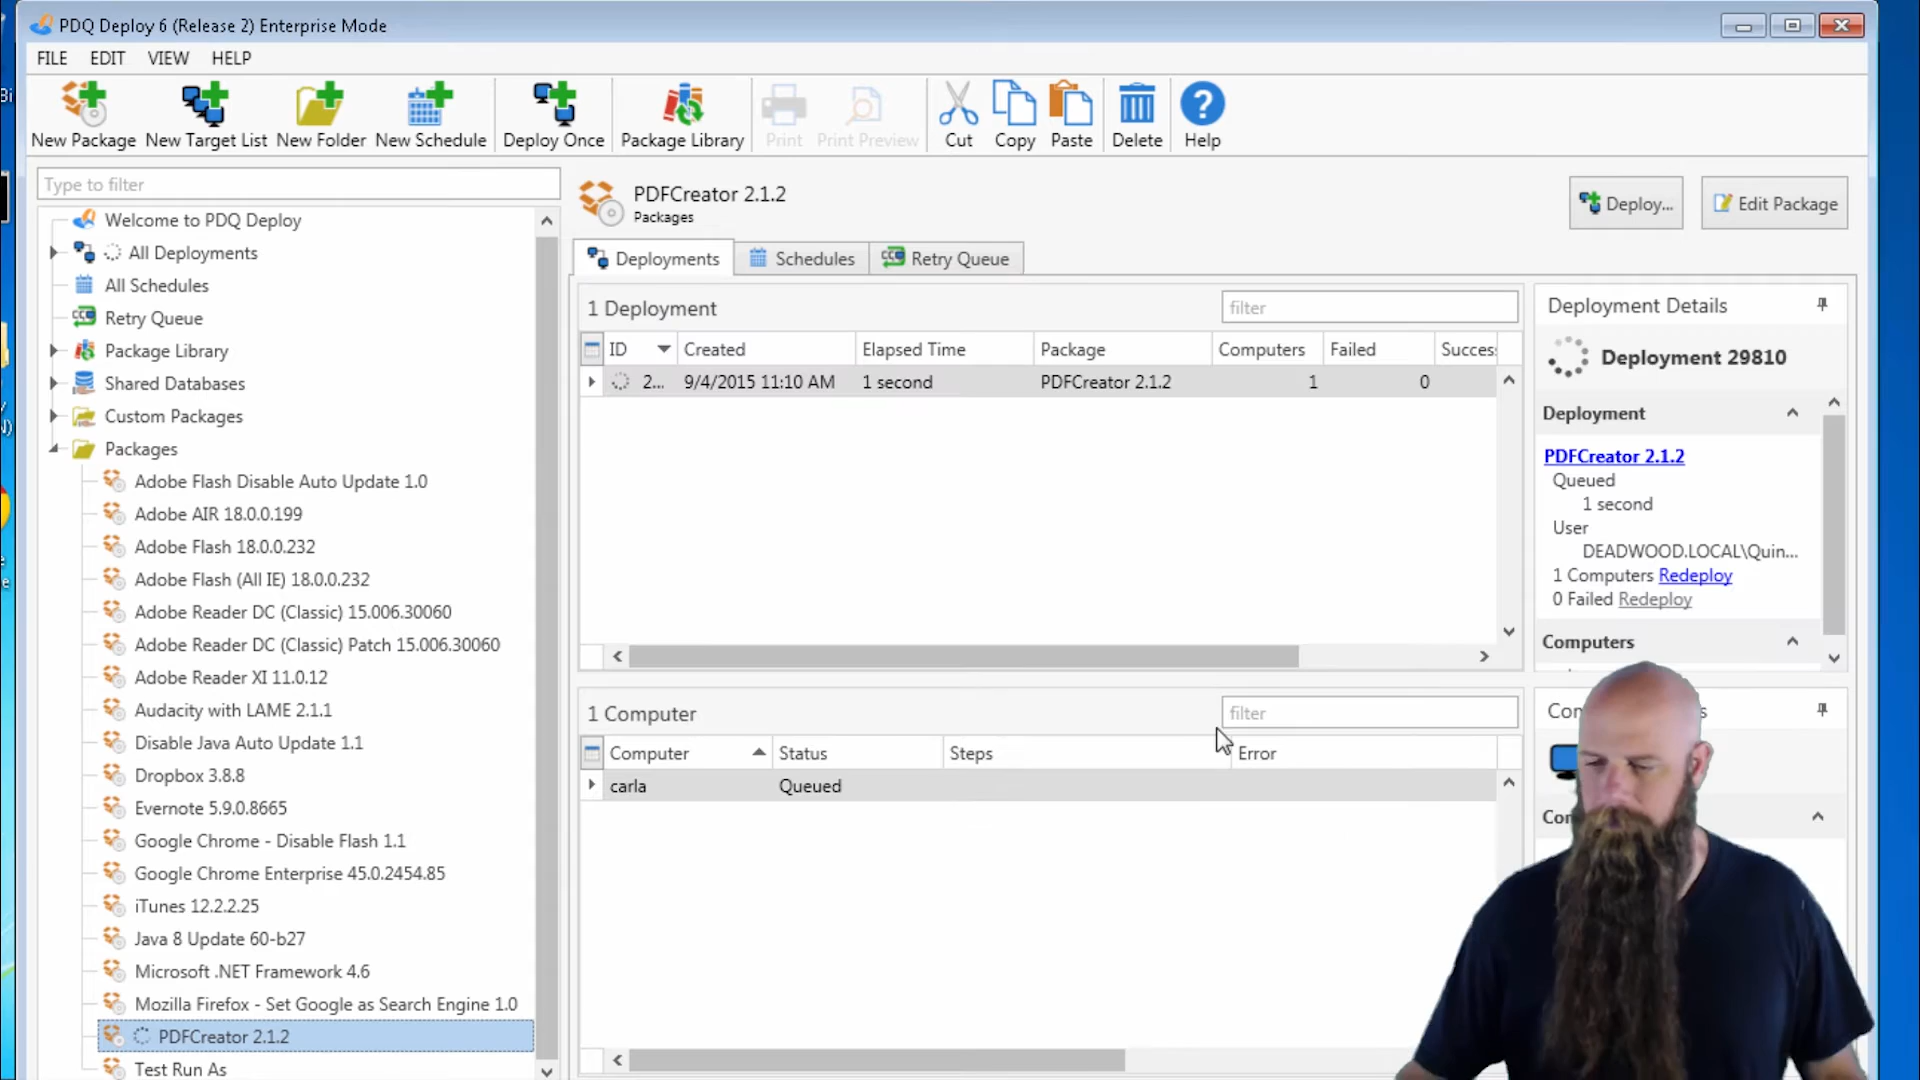 PDQ Deploy 6 (Release 2) Enterprise Mode
FILE EDIT VIEW HELP
New Package New Target List New Folder New Schedule Deploy Once Package Library Print Print Preview Cut Copy Paste Delete Help
Type to filter
Welcome to PDQ Deploy
All Deployments
All Schedules
Retry Queue
Package Library
Shared Databases
Custom Packages
Packages
Adobe Flash Disable Auto Update 1.0
Adobe AIR 18.0.0.199
Adobe Flash 18.0.0.232
Adobe Flash (All IE) 18.0.0.232
Adobe Reader DC (Classic) 15.006.30060
Adobe Reader DC (Classic) Patch 15.006.30060
Adobe Reader XI 11.0.12
Audacity with LAME 2.1.1
Disable Java Auto Update 1.1
Dropbox 3.8.8
Evernote 5.9.0.8665
Google Chrome - Disable Flash 1.1
Google Chrome Enterprise 45.0.2454.85
iTunes 12.2.2.25
Java 8 Update 60-b27
Microsoft .NET Framework 4.6
Mozilla Firefox - Set Google as Search Engine 1.0
PDFCreator 2.1.2
Test Run As
PDFCreator 2.1.2
Packages
Deploy... Edit Package
Deployments Schedules Retry Queue
1 Deployment filter
ID Created Elapsed Time Package Computers Failed Succes
2... 9/4/2015 11:10 AM 1 second PDFCreator 2.1.2 1 0
1 Computer filter
Computer Status Steps Error
carla Queued
Deployment Details
Deployment 29810
Deployment
PDFCreator 2.1.2
Queued
1 second
User
DEADWOOD.LOCAL\Quin...
1 Computers Redeploy
0 Failed Redeploy
Computers